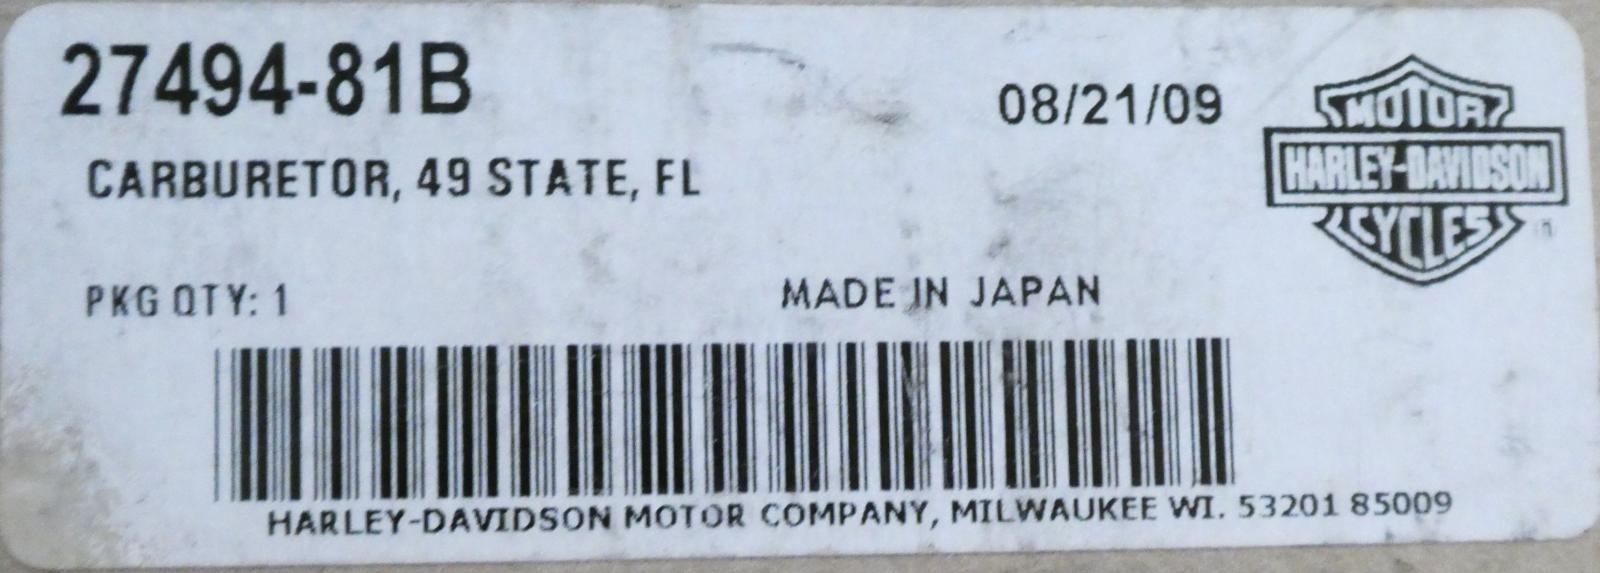 27494-81B
08/21/09
CARBURETOR, 49 STATE, FL
MOTOR
HARLEY-DAVIDSON
CYCLES
PKG QTY: 1
MADE IN JAPAN
HARLEY-DAVIDSON MOTOR COMPANY, MILWAUKEE WI. 53201 85009